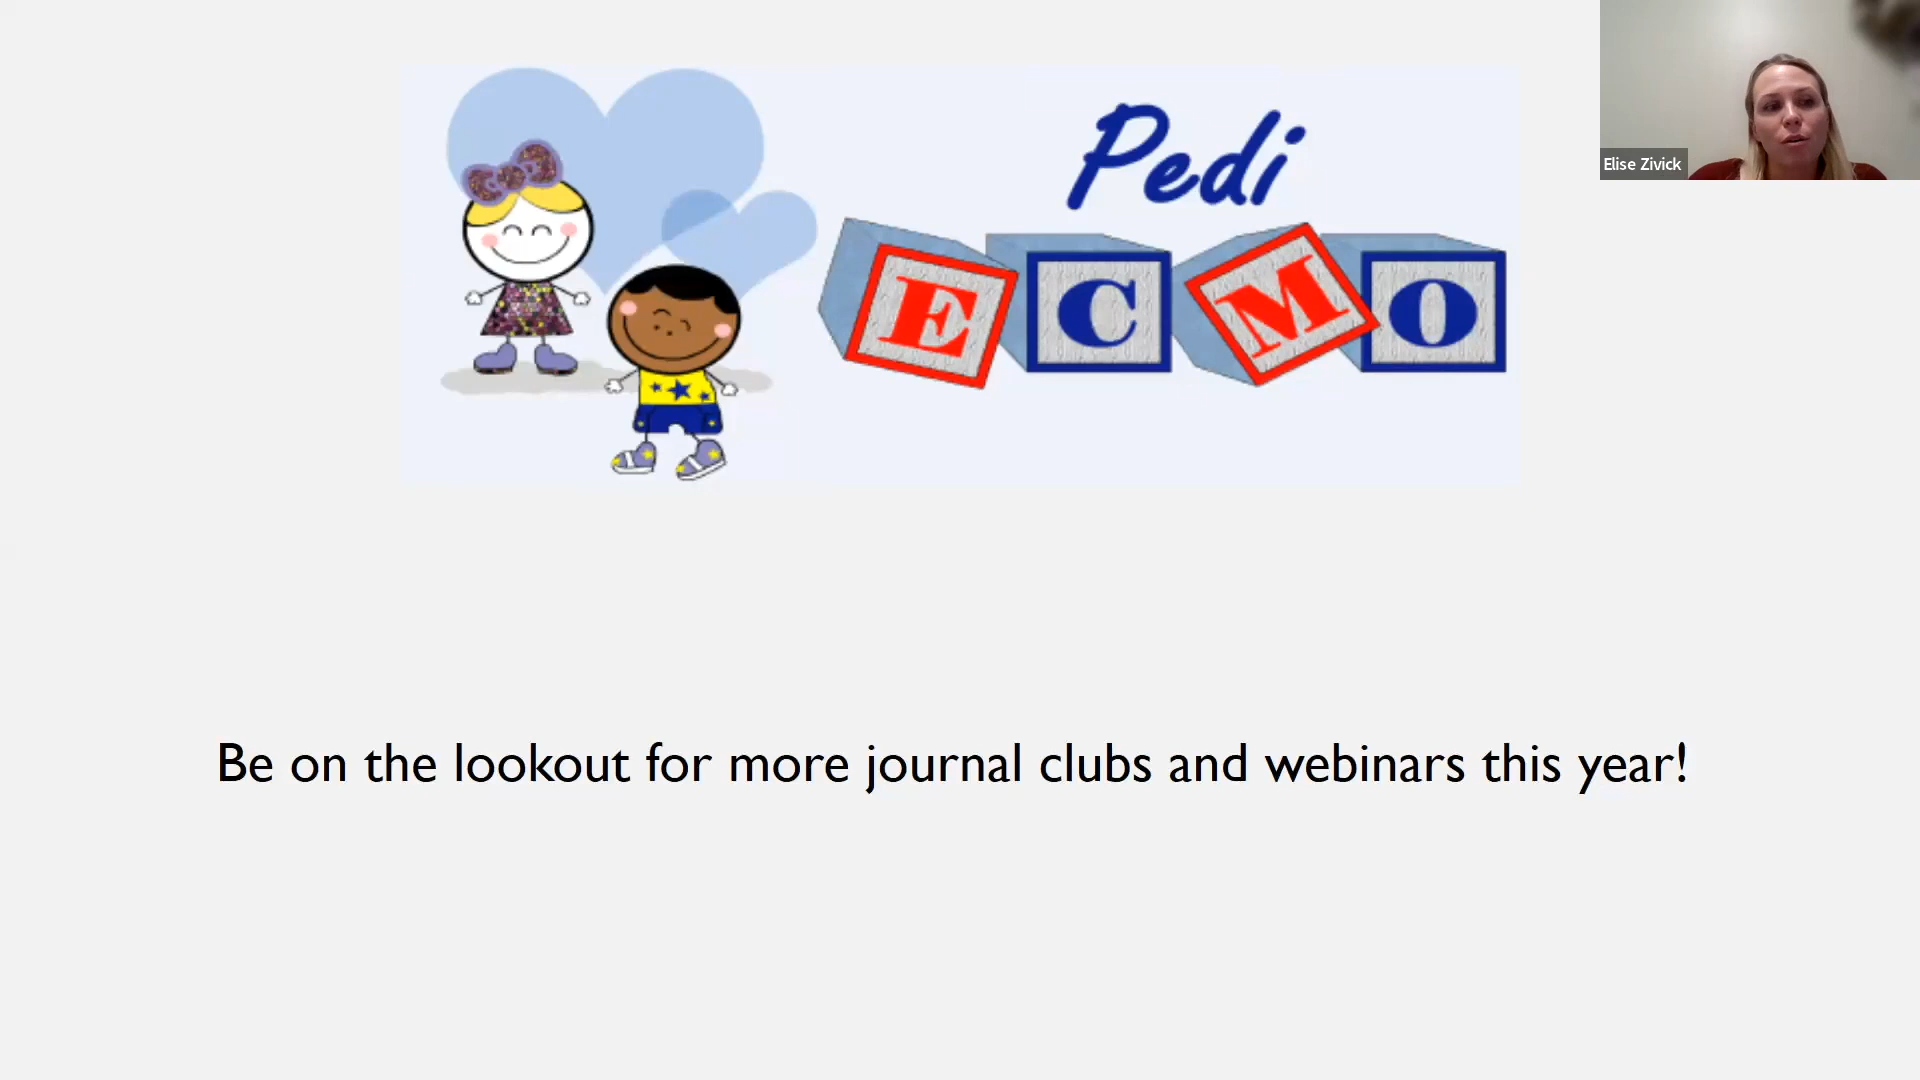 Pedi
ECMO
Elise Zivick
Be on the lookout for more journal clubs and webinars this year!